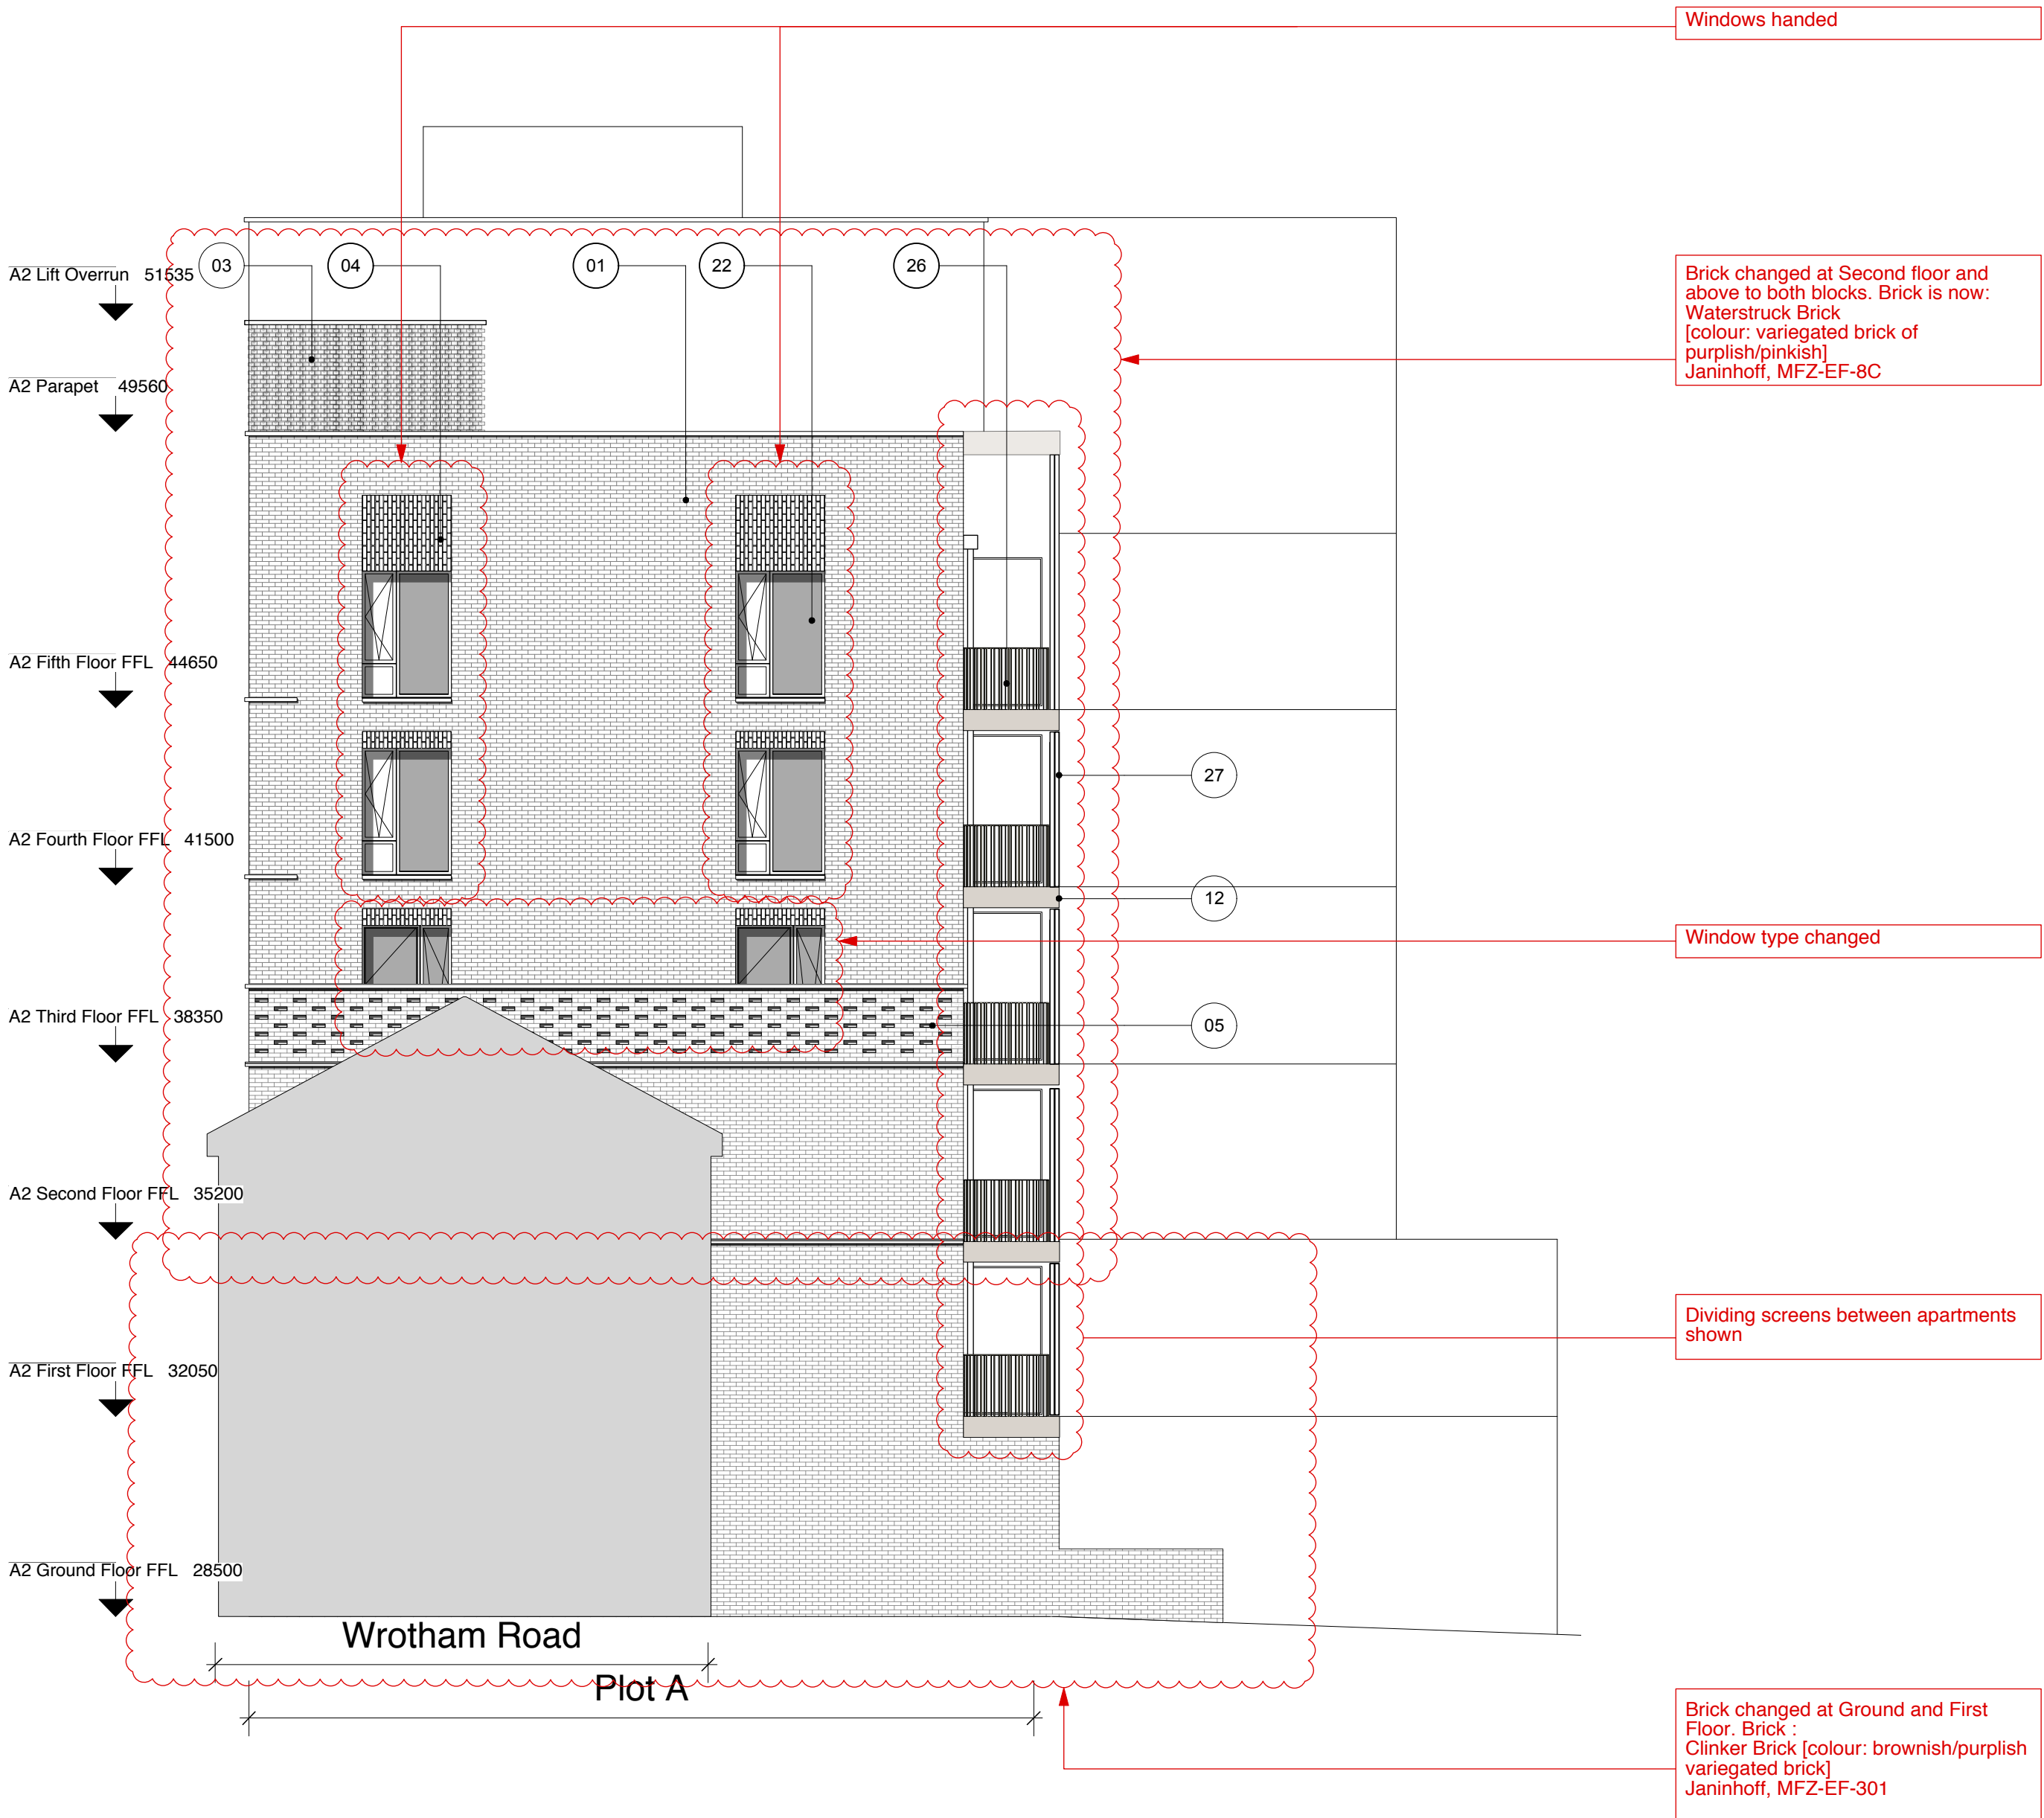 Windows handed
A2 Lift Overrun 51535
03
04
01
22
26
Brick changed at Second floor and
above to both blocks. Brick is now:
Waterstruck Brick
[colour: variegated brick of
purplish/pinkish]
Janinhoff, MFZ-EF-8C
A2 Parapet 49560
A2 Fifth Floor FFL 44650
27
A2 Fourth Floor FFL 41500
12
Window type changed
A2 Third Floor FFL 38350
05
A2 Second Floor FFL 35200
Dividing screens between apartments
shown
A2 First Floor FFL 32050
A2 Ground Floor FFL 28500
Wrotham Road
Plot A
Brick changed at Ground and First
Floor. Brick :
Clinker Brick [colour: brownish/purplish
variegated brick]
Janinhoff, MFZ-EF-301